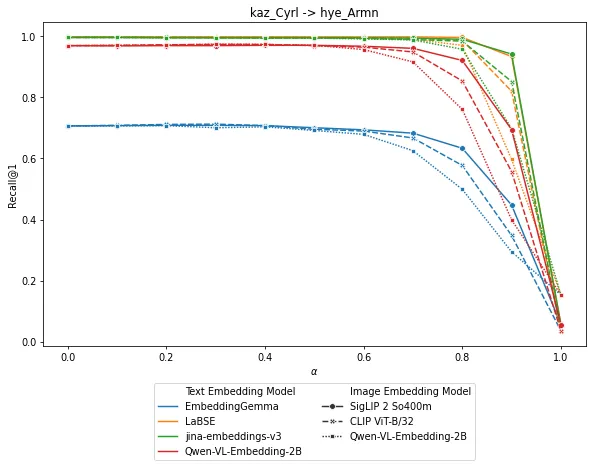 kaz_Cyrl -> hye_Armn
Recall@1
1.0
0.8
0.6
0.4
0.2
0.0
0.0 0.2 0.4 0.6 0.8 1.0
α
Text Embedding Model Image Embedding Model
EmbeddingGemma SigLIP 2 So400m
LaBSE CLIP ViT-B/32
jina-embeddings-v3 Qwen-VL-Embedding-2B
Qwen-VL-Embedding-2B